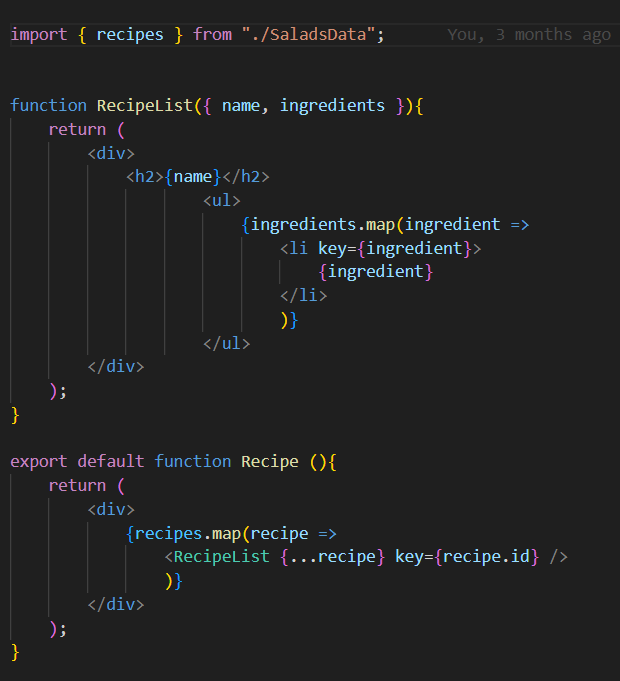 import { recipes } from "./SaladsData"; You, 3 months ago
function RecipeList({ name, ingredients }){
return (
<div>
<h2>{name}</h2>
<ul>
{ingredients.map(ingredient =>
<li key={ingredient}>
{ingredient}
</li>
)}
</ul>
</div>
);
}
export default function Recipe (){
return (
<div>
{recipes.map(recipe =>
<RecipeList {...recipe} key={recipe.id} />
)}
</div>
);
}